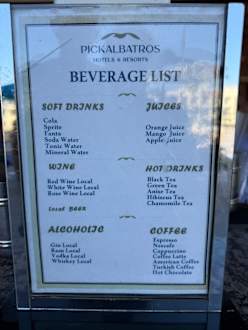 PICKALBATROS
HOTELS & RESORTS
BEVERAGE LIST
SOFT DRINKS
Cola
Sprite
Fanta
Soda Water
Tonic Water
Mineral Water
JUICES
Orange Juice
Mango Juice
Apple Juice
WINE
Red Wine Local
White Wine Local
Rose Wine Local
Local BEER
HOT DRINKS
Black Tea
Green Tea
Anise Tea
Hibiscus Tea
Chamomile Tea
ALCOHOLIC
Gin Local
Rum Local
Vodka Local
Whiskey Local
COFFEE
Espresso
Nescafe
Cappuccino
Coffee Latte
American Coffee
Turkish Coffee
Hot Chocolate